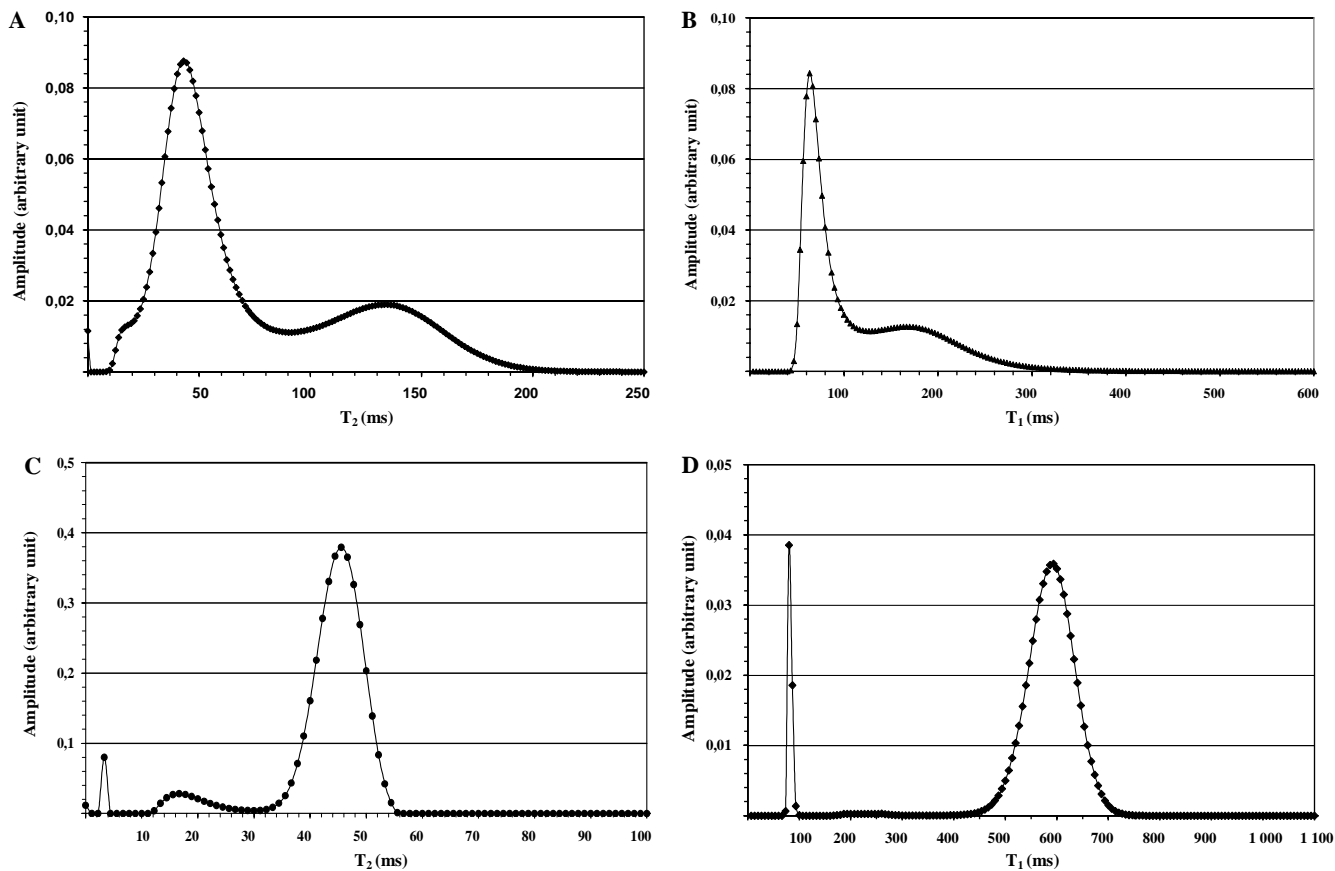 A
0,10
0,08
0,06
0,04
0,02
Amplitude (arbitrary unit)
50 100 150 200 250
T2 (ms)
B
0,10
0,08
0,06
0,04
0,02
Amplitude (arbitrary unit)
100 200 300 400 500 600
T1 (ms)
C
0,5
0,4
0,3
0,2
0,1
Amplitude (arbitrary unit)
10 20 30 40 50 60 70 80 90 100
T2 (ms)
D
0,05
0,04
0,03
0,02
0,01
Amplitude (arbitrary unit)
100 200 300 400 500 600 700 800 900 1 000 1 100
T1 (ms)